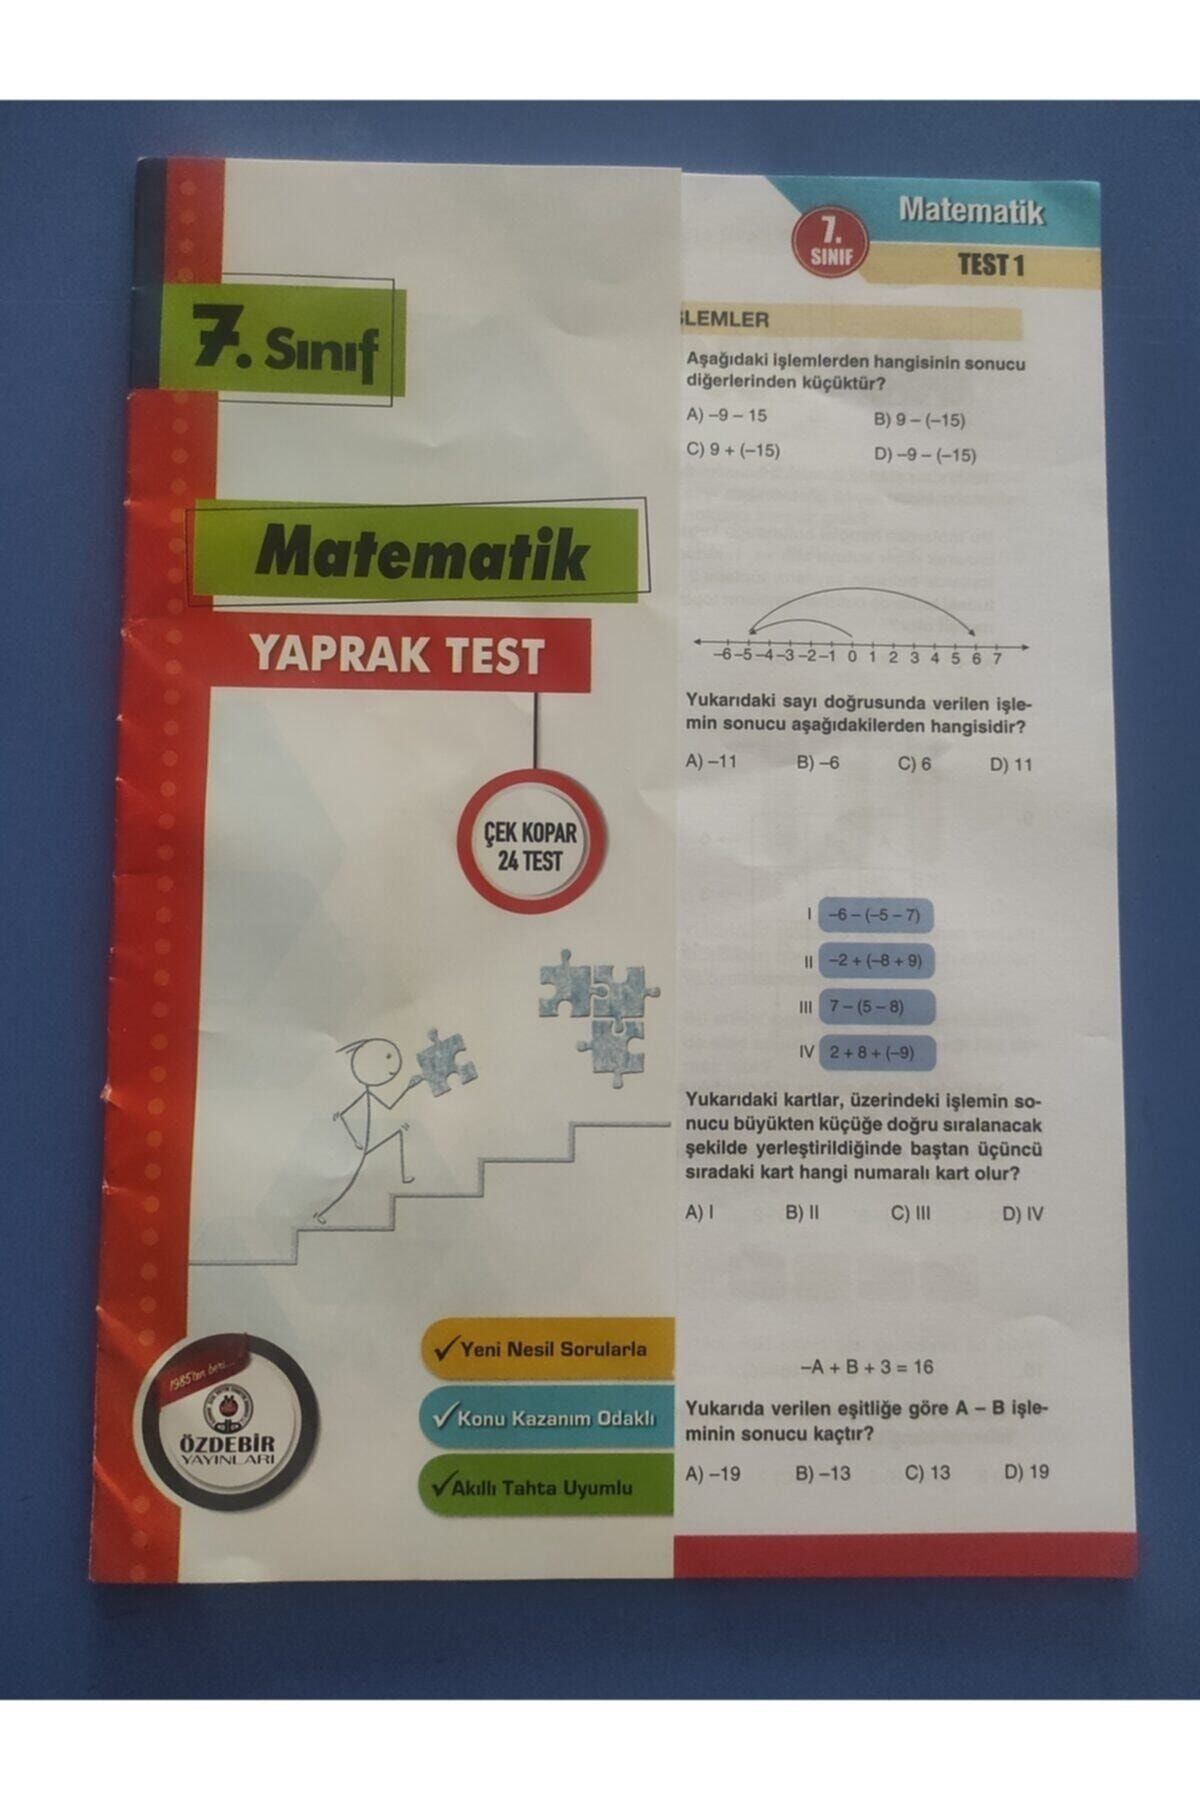 7. Sınıf
Matematik
YAPRAK TEST
ÇEK KOPAR
24 TEST
✓ Yeni Nesil Sorularla
✓ Konu Kazanım Odaklı
✓ Akıllı Tahta Uyumlu
1985'ten beri...
ÖZDEBİR
YAYINLARI
7.
SINIF
Matematik
TEST 1
İŞLEMLER
Aşağıdaki işlemlerden hangisinin sonucu
diğerlerinden küçüktür?
A) –9 – 15 B) 9 – (–15)
C) 9 + (–15) D) –9 – (–15)
–6 –5 –4 –3 –2 –1 0 1 2 3 4 5 6 7
Yukarıdaki sayı doğrusunda verilen işle-
min sonucu aşağıdakilerden hangisidir?
A) –11 B) –6 C) 6 D) 11
I –6 – (–5 – 7)
II –2 + (–8 + 9)
III 7 – (5 – 8)
IV 2 + 8 + (–9)
Yukarıdaki kartlar, üzerindeki işlemin so-
nucu büyükten küçüğe doğru sıralanacak
şekilde yerleştirildiğinde baştan üçüncü
sıradaki kart hangi numaralı kart olur?
A) I B) II C) III D) IV
–A + B + 3 = 16
Yukarıda verilen eşitliğe göre A – B işle-
minin sonucu kaçtır?
A) –19 B) –13 C) 13 D) 19